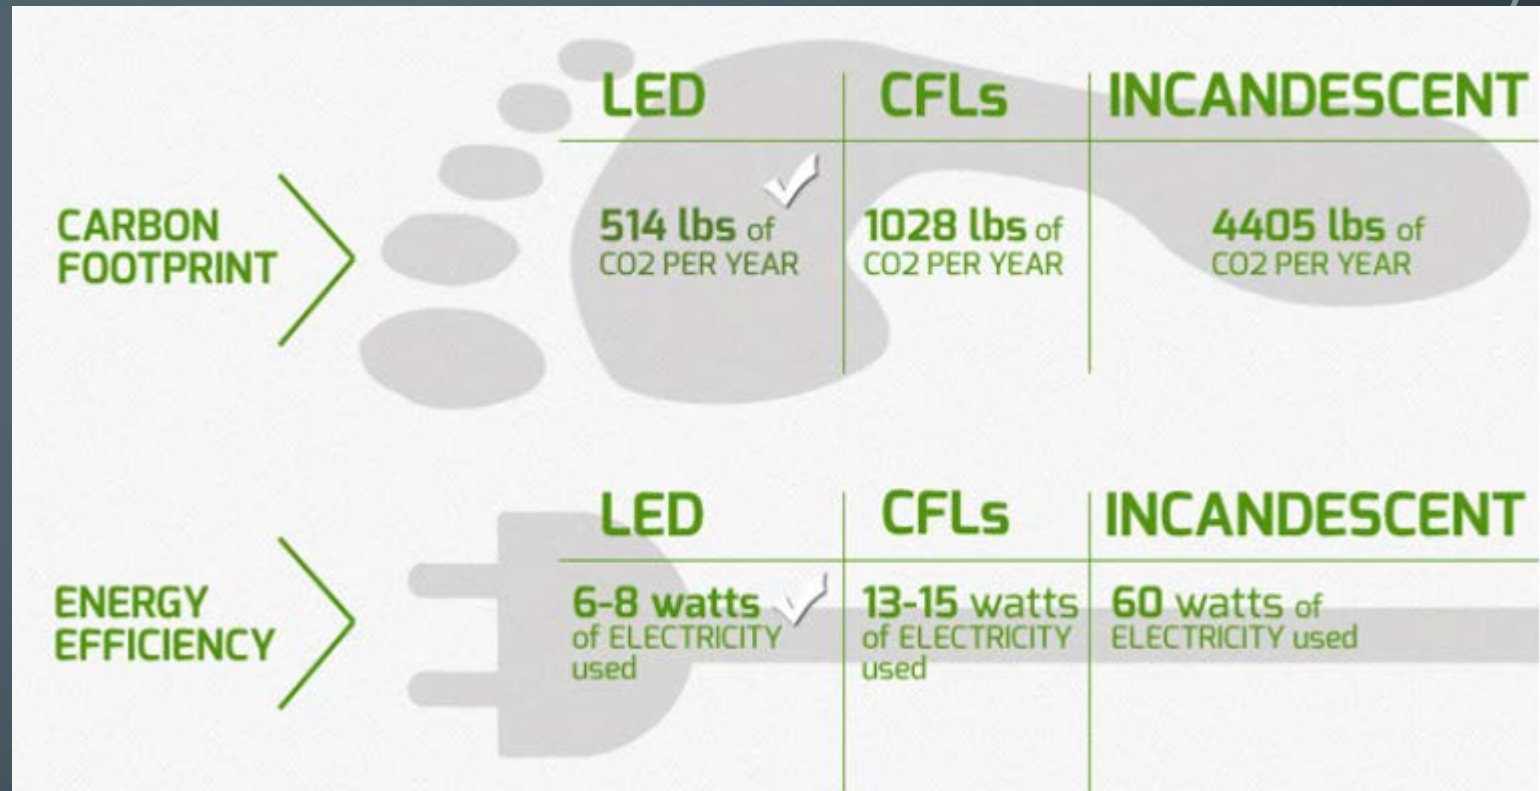 LED CFLs INCANDESCENT
CARBON
FOOTPRINT
514 lbs of
CO2 PER YEAR
1028 lbs of
CO2 PER YEAR
4405 lbs of
CO2 PER YEAR
LED CFLs INCANDESCENT
ENERGY
EFFICIENCY
6-8 watts
of ELECTRICITY
used
13-15 watts
of ELECTRICITY
used
60 watts of
ELECTRICITY used